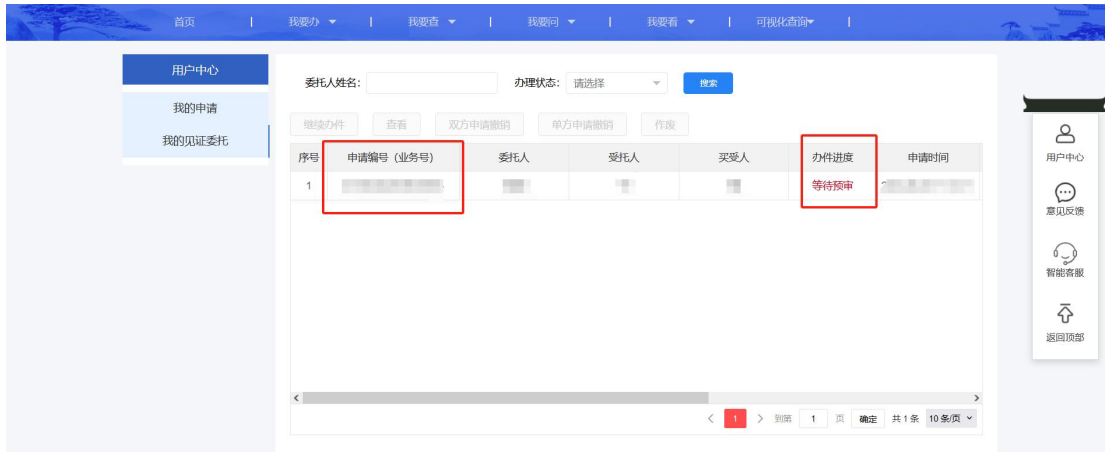 首页 | 我要办 | 我要查 | 我要问 | 我要看 | 可视化查询 |
用户中心
我的申请
我的见证委托
委托人姓名： 办理状态： 请选择 搜索
继续办件 查看 双方申请撤销 单方申请撤销 作废
序号 申请编号（业务号） 委托人 受托人 买受人 办件进度 申请时间
1 等待预审
< 1 > 到第 1 页 确定 共1条 10条/页
用户中心
意见反馈
智能客服
返回顶部